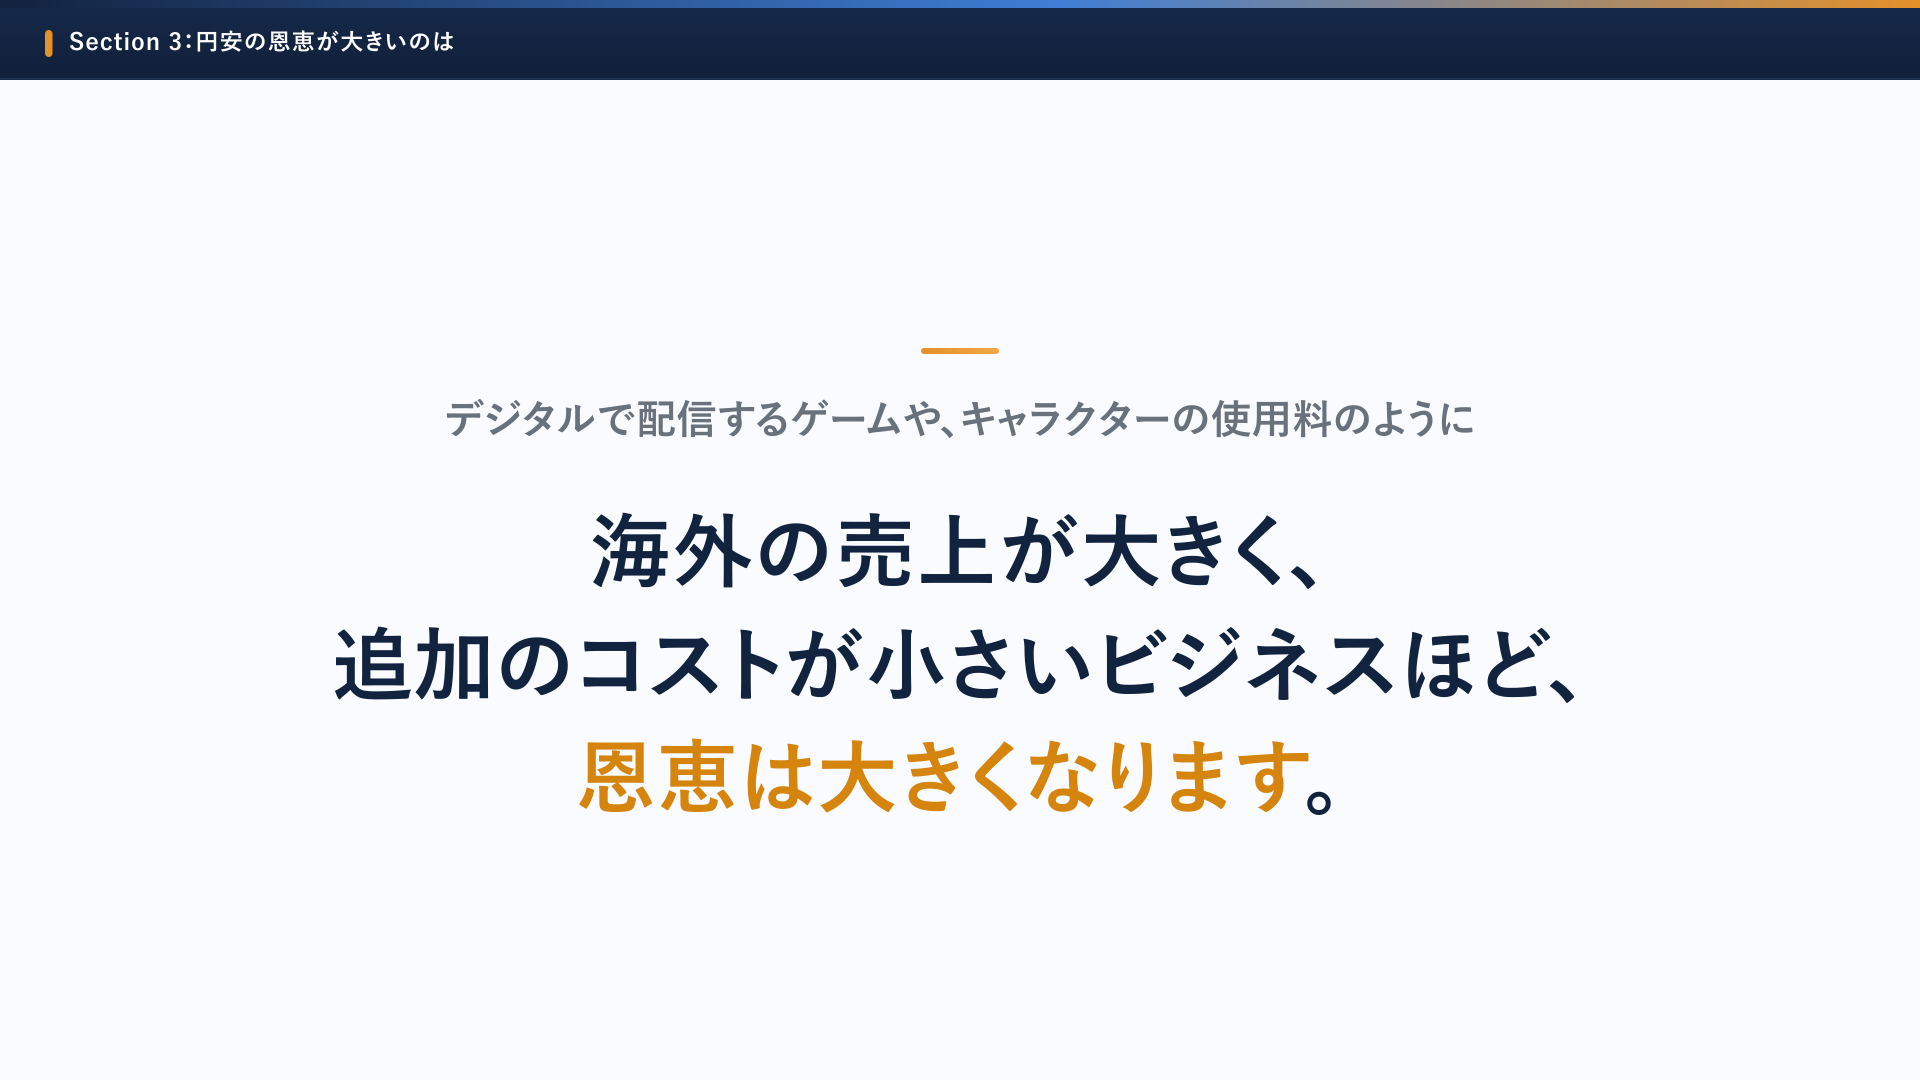 Section 3：円安の恩恵が大きいのは
デジタルで配信するゲームや、キャラクターの使用料のように
海外の売上が大きく、
追加のコストが小さいビジネスほど、
恩恵は大きくなります。